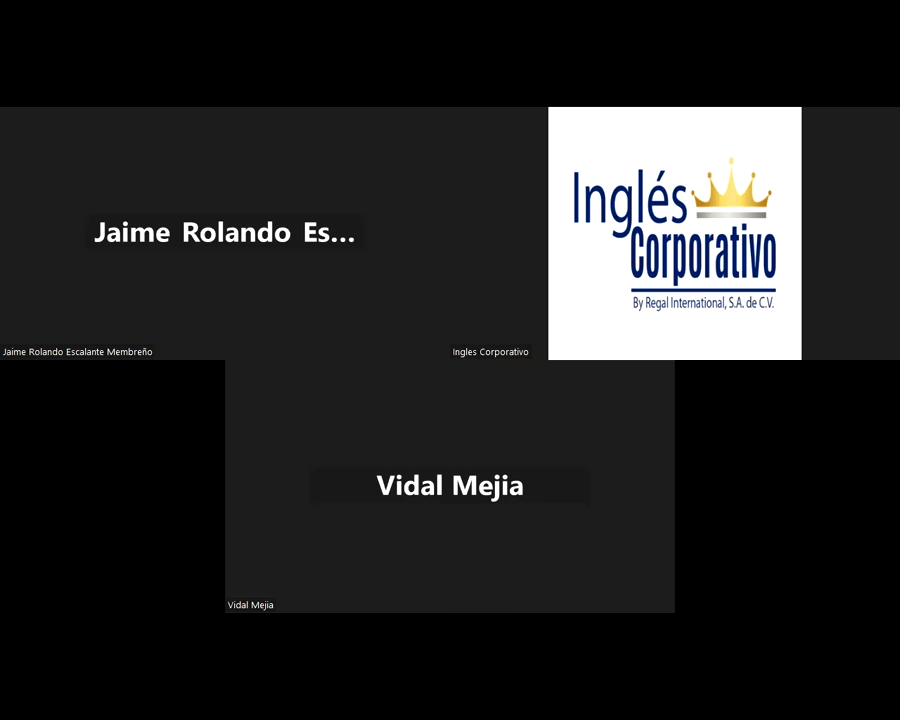 Jaime Rolando Es...
Jaime Rolando Escalante Membreño
Inglés
Corporativo
By Regal International, S.A. de C.V.
Ingles Corporativo
Vidal Mejia
Vidal Mejia